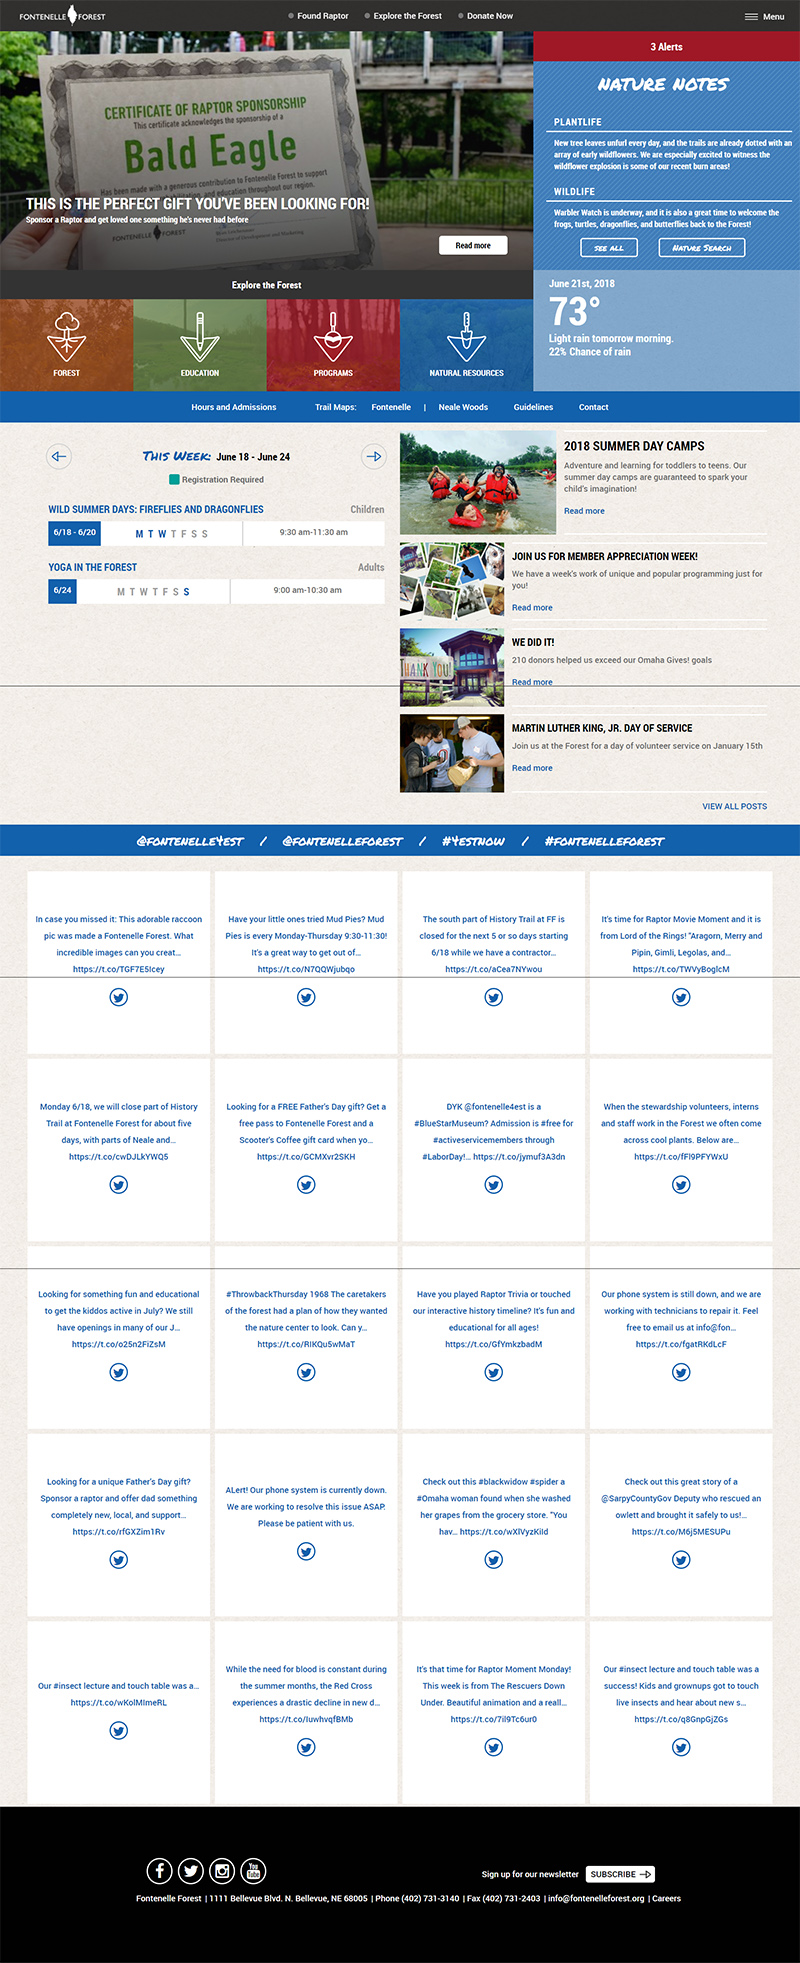 FONTENELLE FOREST
Found Raptor
Explore the Forest
Donate Now
Menu
CERTIFICATE OF RAPTOR SPONSORSHIP
This certificate acknowledges the sponsorship of a
Bald Eagle
Has been made with a generous contribution to Fontenelle Forest to support
, and education throughout our region.
THIS IS THE PERFECT GIFT YOU'VE BEEN LOOKING FOR!
Sponsor a Raptor and get loved one something he's never had before
FONTENELLE FOREST
Read more
3 Alerts
NATURE NOTES
PLANTLIFE
New tree leaves unfurl every day, and the trails are already dotted with an
array of early wildflowers. We are especially excited to witness the
wildflower explosion is some of our recent burn areas!
WILDLIFE
Warbler Watch is underway, and it is also a great time to welcome the
frogs, turtles, dragonflies, and butterflies back to the Forest!
SEE ALL
NATURE SEARCH
Explore the Forest
FOREST
EDUCATION
PROGRAMS
NATURAL RESOURCES
June 21st, 2018
73°
Light rain tomorrow morning.
22% Chance of rain
Hours and Admissions
Trail Maps: Fontenelle | Neale Woods
Guidelines
Contact
THIS WEEK: June 18 - June 24
Registration Required
WILD SUMMER DAYS: FIREFLIES AND DRAGONFLIES
Children
6/18 - 6/20
M T W T F S S
9:30 am-11:30 am
YOGA IN THE FOREST
Adults
6/24
M T W T F S S
9:00 am-10:30 am
2018 SUMMER DAY CAMPS
Adventure and learning for toddlers to teens. Our
summer day camps are guaranteed to spark your
child's imagination!
Read more
JOIN US FOR MEMBER APPRECIATION WEEK!
We have a week's work of unique and popular programming just for
you!
Read more
THANK YOU!
WE DID IT!
210 donors helped us exceed our Omaha Gives! goals
Read more
MARTIN LUTHER KING, JR. DAY OF SERVICE
Join us at the Forest for a day of volunteer service on January 15th
Read more
VIEW ALL POSTS
@FONTENELLE4EST / @FONTENELLEFOREST / #4ESTNOW / #FONTENELLEFOREST
In case you missed it: This adorable raccoon
pic was made a Fontenelle Forest. What
incredible images can you creat...
https://t.co/TGF7E5Icey
Have your little ones tried Mud Pies? Mud
Pies is every Monday-Thursday 9:30-11:30!
It's a great way to get out of...
https://t.co/N7QQWjubqo
The south part of History Trail at FF is
closed for the next 5 or so days starting
6/18 while we have a contractor...
https://t.co/aCea7NYwou
It's time for Raptor Movie Moment and it is
from Lord of the Rings! "Aragorn, Merry and
Pipin, Gimli, Legolas, and...
https://t.co/TWVyBoglcM
Monday 6/18, we will close part of History
Trail at Fontenelle Forest for about five
days, with parts of Neale and...
https://t.co/cwDJLkYWQ5
Looking for a FREE Father's Day gift? Get a
free pass to Fontenelle Forest and a
Scooter's Coffee gift card when yo...
https://t.co/GCMXvr2SKH
DYK @fontenelle4est is a
#BlueStarMuseum? Admission is #free for
#activeservicemembers through
#LaborDay!... https://t.co/jymuf3A3dn
When the stewardship volunteers, interns
and staff work in the Forest we often come
across cool plants. Below are...
https://t.co/fFl9PFYWxU
Looking for something fun and educational
to get the kiddos active in July? We still
have openings in many of our J...
https://t.co/o25n2FiZsM
#ThrowbackThursday 1968 The caretakers
of the forest had a plan of how they wanted
the nature center to look. Can y...
https://t.co/RIKQu5wMaT
Have you played Raptor Trivia or touched
our interactive history timeline? It's fun and
educational for all ages!
https://t.co/GfYmkzbadM
Our phone system is still down, and we are
working with technicians to repair it. Feel
free to email us at info@fon...
https://t.co/fgatRKdLcF
Looking for a unique Father's Day gift?
Sponsor a raptor and offer dad something
completely new, local, and support...
https://t.co/rfGXZim1Rv
ALert! Our phone system is currently down.
We are working to resolve this issue ASAP.
Please be patient with us.
Check out this #blackwidow #spider a
#Omaha woman found when she washed
her grapes from the grocery store. "You
hav... https://t.co/wXlVyzKiId
Check out this great story of a
@SarpyCountyGov Deputy who rescued an
owlett and brought it safely to us!...
https://t.co/M6j5MESUPu
Our #insect lecture and touch table was a...
https://t.co/wKolMImeRL
While the need for blood is constant during
the summer months, the Red Cross
experiences a drastic decline in new d...
https://t.co/IuwhvqfBMb
It's that time for Raptor Moment Monday!
This week is from The Rescuers Down
Under. Beautiful animation and a reall...
https://t.co/7il9Tc6ur0
Our #insect lecture and touch table was a
success! Kids and grownups got to touch
live insects and hear about new s...
https://t.co/q8GnpGjZGs
You Tube
Sign up for our newsletter
SUBSCRIBE
Fontenelle Forest | 1111 Bellevue Blvd. N. Bellevue, NE 68005 | Phone (402) 731-3140 | Fax (402) 731-2403 | info@fontenelleforest.org | Careers